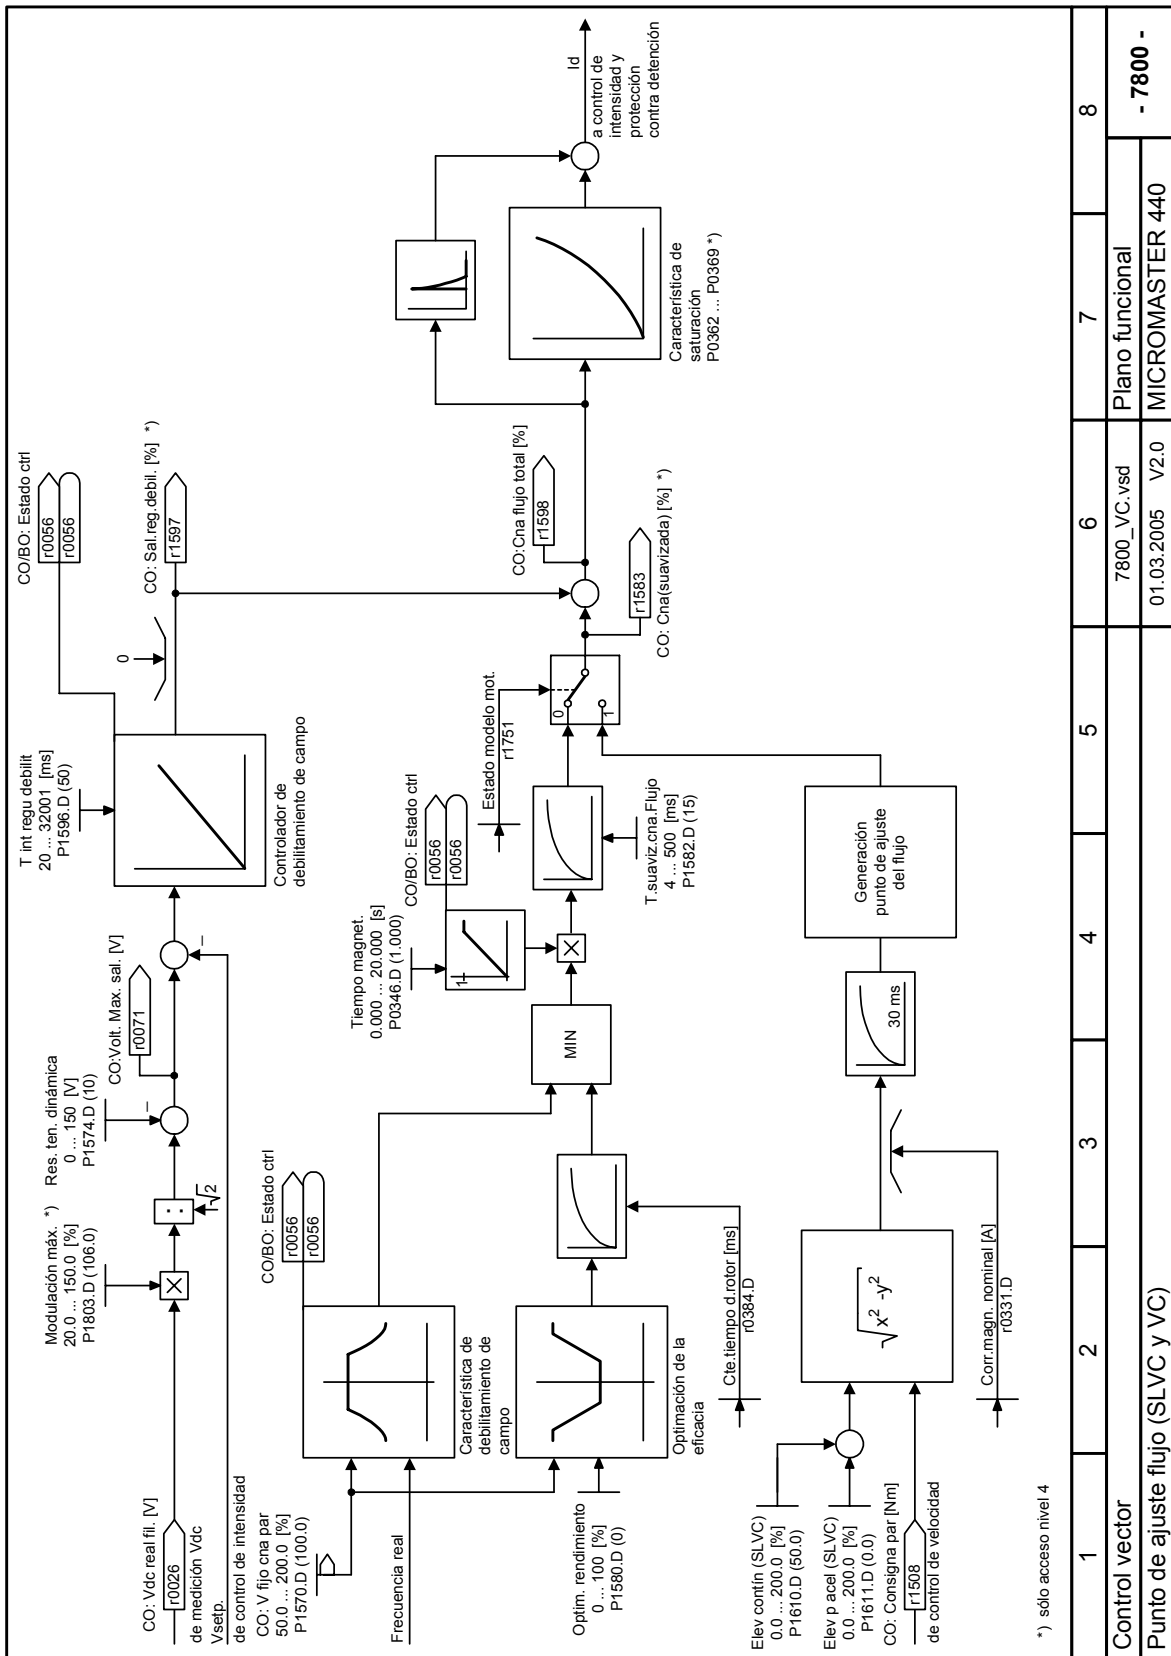 CO: Vdc real fil. [V]
r0026
de medición Vdc
Vsetp.
de control de intensidad
Modulación máx. *)
20.0 ... 150.0 [%]
P1803.D (106.0)
√2
Res. ten. dinámica
0 ... 150 [V]
P1574.D (10)
–
CO:Volt. Max. sal. [V]
r0071
–
T int regu debilit
20 ... 32001 [ms]
P1596.D (50)
Controlador de
debilitamiento de campo
CO/BO: Estado ctrl
r0056
r0056
0
CO: Sal.reg.debil. [%] *)
r1597
CO: V fijo cna par
50.0 ... 200.0 [%]
P1570.D (100.0)
Frecuencia real
Característica de
debilitamiento de
campo
CO/BO: Estado ctrl
r0056
r0056
Optim. rendimiento
0 ... 100 [%]
P1580.D (0)
Optimación de la
eficacia
Cte.tiempo d.rotor [ms]
r0384.D
MIN
Tiempo magnet.
0.000 ... 20.000 [s]
P0346.D (1.000)
1
CO/BO: Estado ctrl
r0056
r0056
T.suaviz.cna.Flujo
4 ... 500 [ms]
P1582.D (15)
Estado modelo mot.
r1751
0
1
CO:Cna flujo total [%]
r1598
r1583
CO: Cna(suavizada) [%] *)
Característica de
saturación
P0362 ... P0369 *)
Id
a control de
intensidad y
protección
contra detención
Elev contín (SLVC)
0.0 ... 200.0 [%]
P1610.D (50.0)
Elev p acel (SLVC)
0.0 ... 200.0 [%]
P1611.D (0.0)
CO: Consigna par [Nm]
r1508
de control de velocidad
√x² -y²
Corr.magn. nominal [A]
r0331.D
30 ms
Generación
punto de ajuste
del flujo
*) sólo acceso nivel 4
1 2 3 4 5 6 7 8
Control vector
7800_VC.vsd
Plano funcional
- 7800 -
Punto de ajuste flujo (SLVC y VC)
01.03.2005 V2.0
MICROMASTER 440